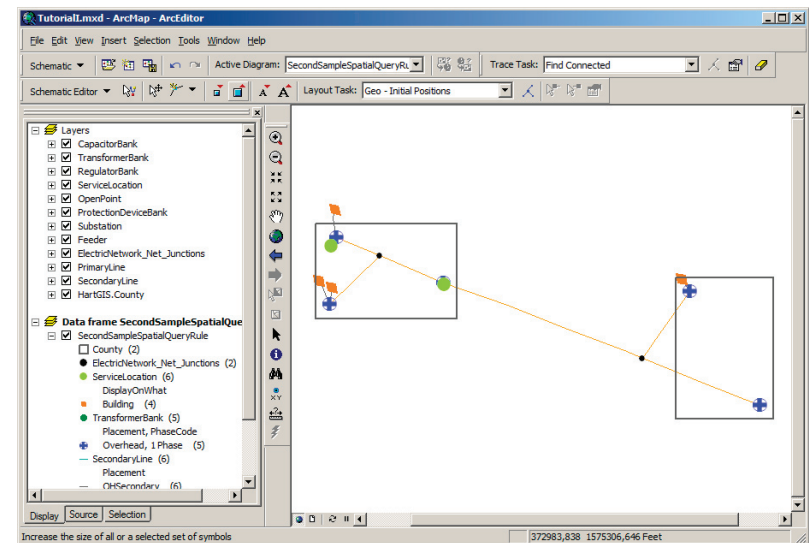 TutorialI.mxd - ArcMap - ArcEditor
File Edit View Insert Selection Tools Window Help
Schematic Active Diagram: SecondSampleSpatialQueryRu Trace Task: Find Connected
Schematic Editor Layout Task: Geo - Initial Positions
Layers
CapacitorBank
TransformerBank
RegulatorBank
ServiceLocation
OpenPoint
ProtectionDeviceBank
Substation
Feeder
ElectricNetwork_Net_Junctions
PrimaryLine
SecondaryLine
HartGIS.County
Data frame SecondSampleSpatialQue
SecondSampleSpatialQueryRule
County (2)
ElectricNetwork_Net_Junctions (2)
ServiceLocation (6)
DisplayOnWhat
Building (4)
TransformerBank (5)
Placement, PhaseCode
Overhead, 1 Phase (5)
SecondaryLine (6)
Placement
OHSecondary (6)
XY
Display Source Selection
Increase the size of all or a selected set of symbols 372983,838 1575306,646 Feet